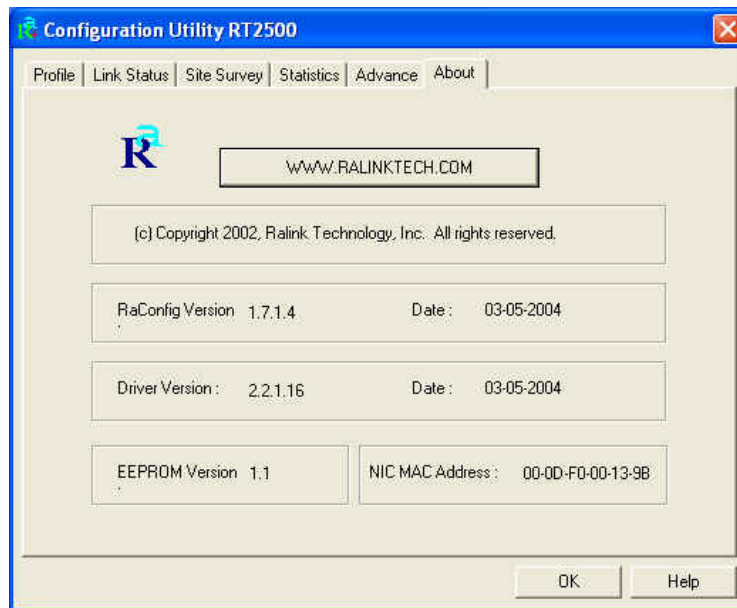 Configuration Utility RT2500
Profile Link Status Site Survey Statistics Advance About
Ra
WWW.RALINKTECH.COM
(c) Copyright 2002, Ralink Technology, Inc. All rights reserved.
RaConfig Version : 1.7.1.4 Date : 03-05-2004
Driver Version : 2.2.1.16 Date : 03-05-2004
EEPROM Version : 1.1 NIC MAC Address : 00-0D-F0-00-13-9B
OK Help